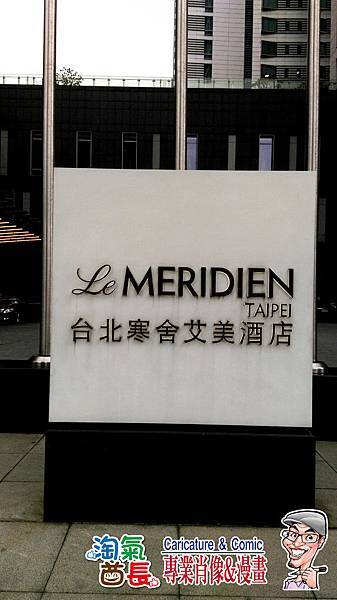 Le MERIDIEN
TAIPEI
台北寒舍艾美酒店
淘氣酋長
Caricature & Comic
專業肖像&漫畫